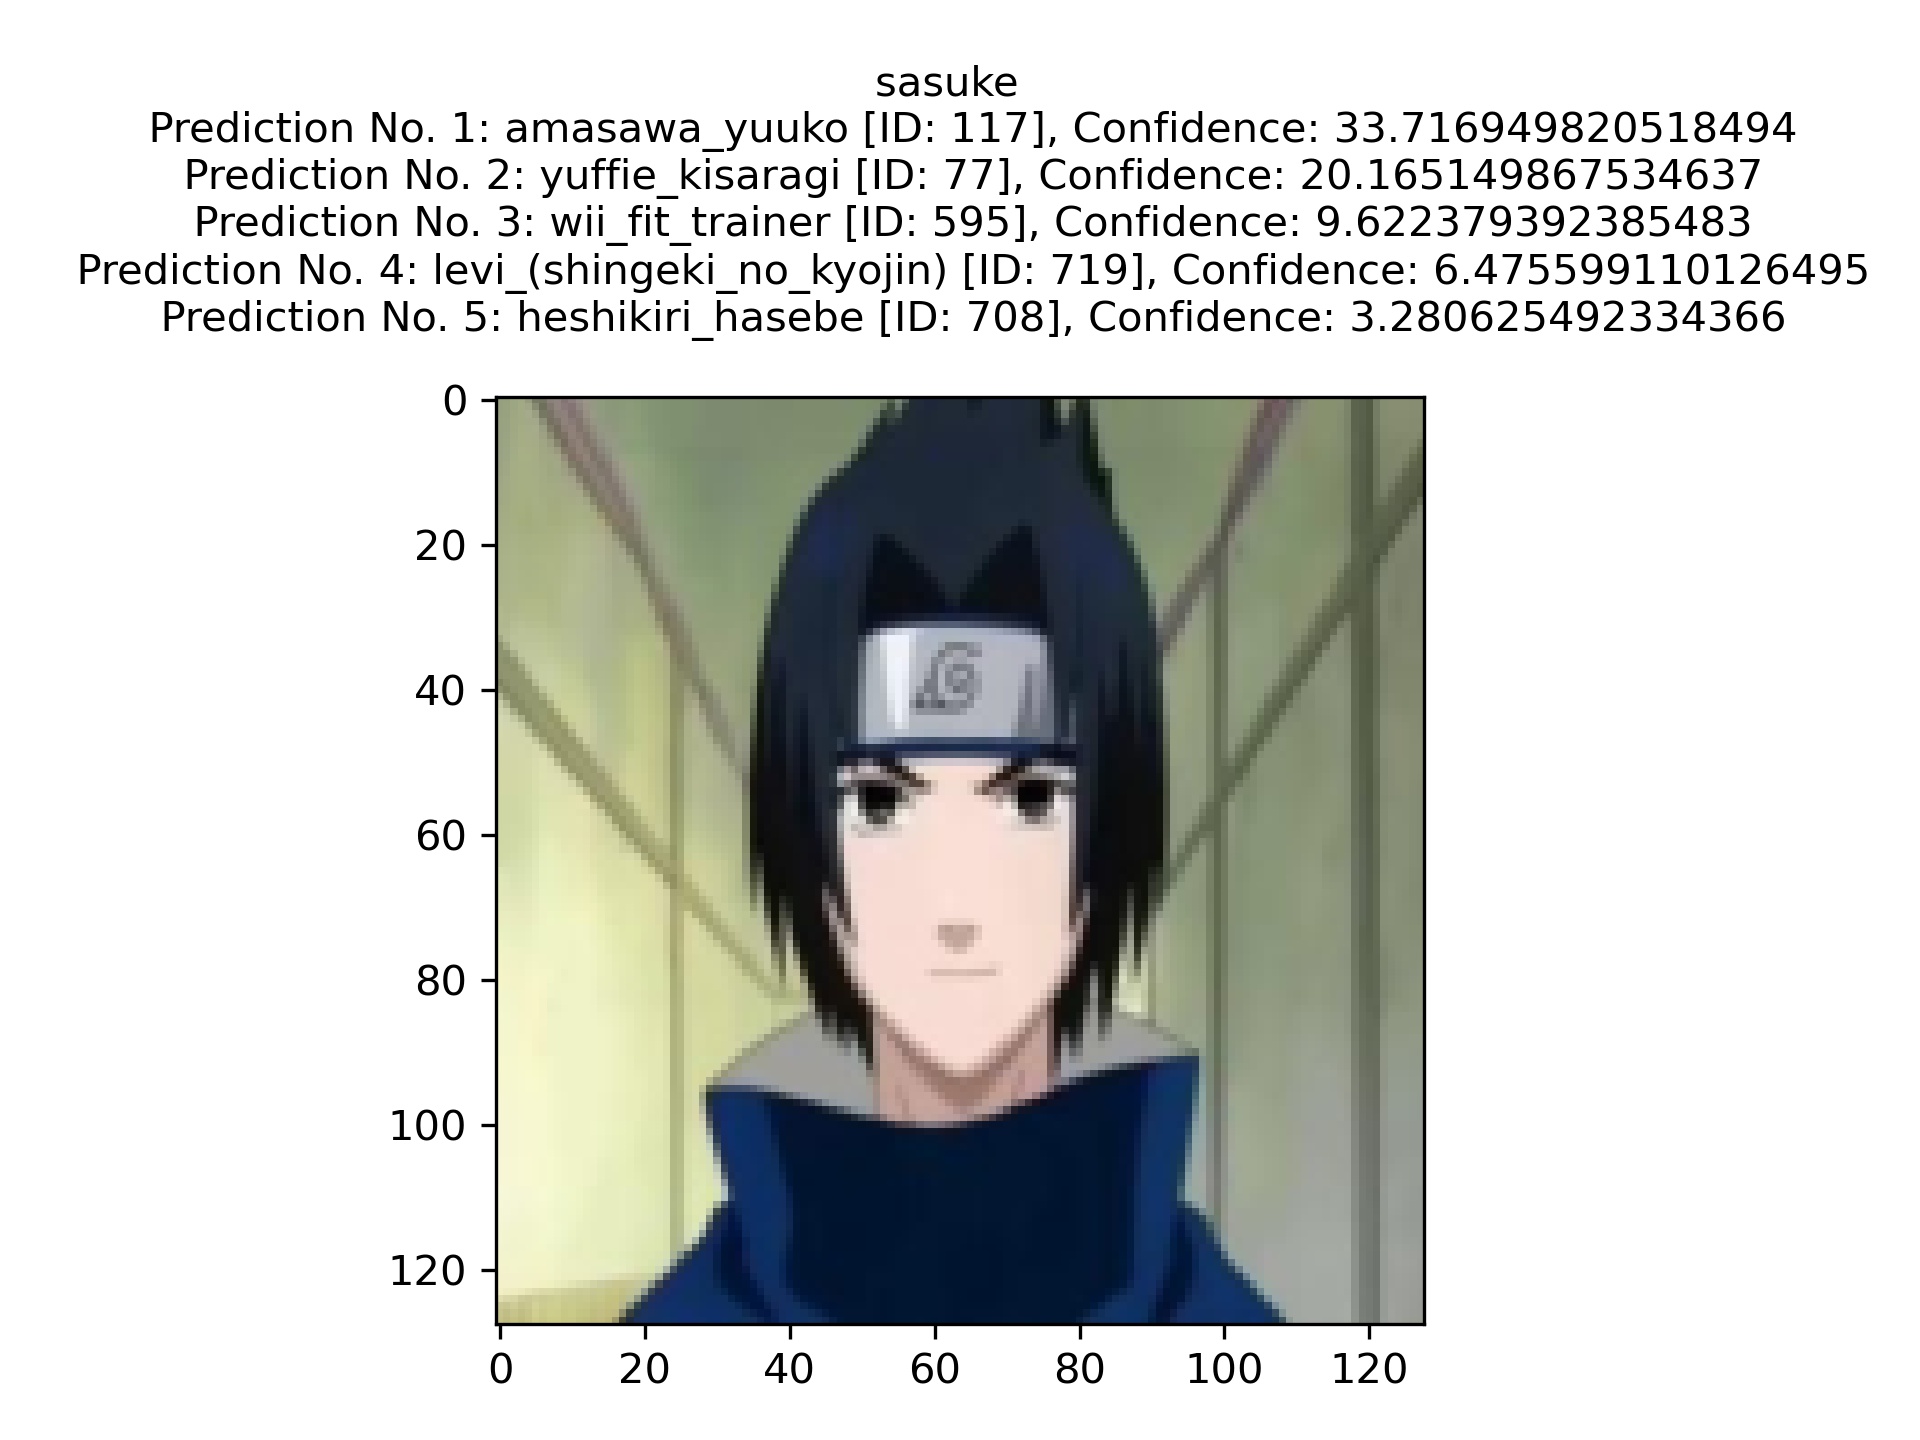 sasuke
Prediction No. 1: amasawa_yuuko [ID: 117], Confidence: 33.716949820518494
Prediction No. 2: yuffie_kisaragi [ID: 77], Confidence: 20.165149867534637
Prediction No. 3: wii_fit_trainer [ID: 595], Confidence: 9.622379392385483
Prediction No. 4: levi_(shingeki_no_kyojin) [ID: 719], Confidence: 6.475599110126495
Prediction No. 5: heshikiri_hasebe [ID: 708], Confidence: 3.280625492334366
0
20
40
60
80
100
120
0 20 40 60 80 100 120